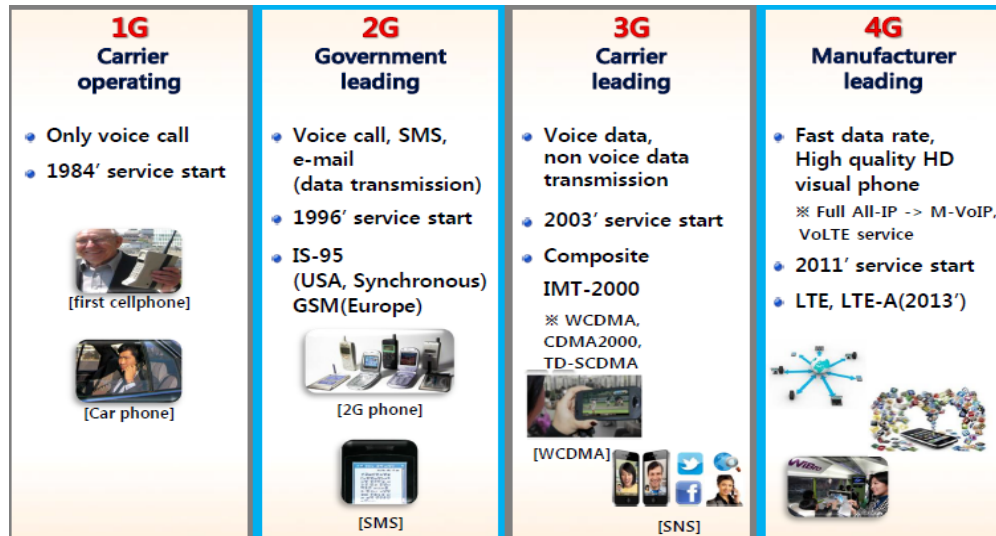 1G
Carrier
operating
Only voice call
1984' service start
[first cellphone]
[Car phone]
2G
Government
leading
Voice call, SMS,
e-mail
(data transmission)
1996' service start
IS-95
(USA, Synchronous)
GSM(Europe)
[2G phone]
[SMS]
3G
Carrier
leading
Voice data,
non voice data
transmission
2003' service start
Composite
IMT-2000
※ WCDMA,
CDMA2000,
TD-SCDMA
[WCDMA]
[SNS]
4G
Manufacturer
leading
Fast data rate,
High quality HD
visual phone
※ Full All-IP -> M-VoIP,
VoLTE service
2011' service start
LTE, LTE-A(2013')
WiBro